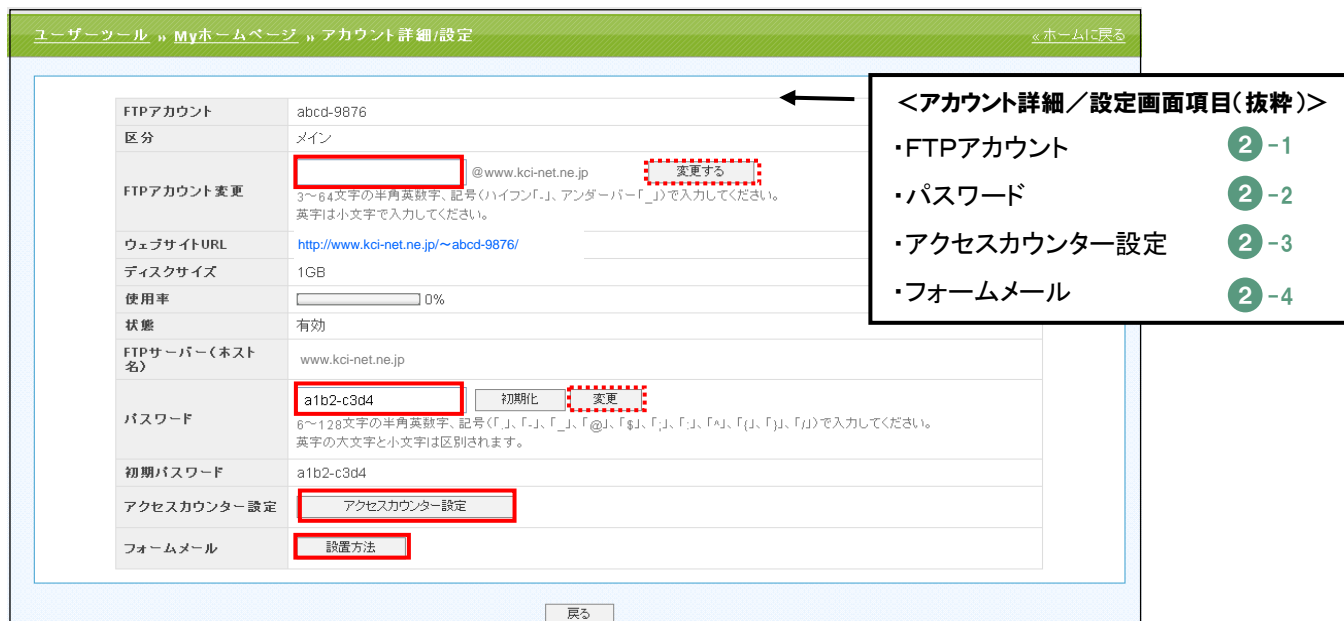 ユーザーツール » Myホームページ » アカウント詳細/設定
«ホームに戻る
FTPアカウント
abcd-9876
区分
メイン
FTPアカウント変更
@www.kci-net.ne.jp
変更する
3～64文字の半角英数字、記号(ハイフン「-」、アンダーバー「_」)で入力してください。
英字は小文字で入力してください。
ウェブサイトURL
http://www.kci-net.ne.jp/～abcd-9876/
ディスクサイズ
1GB
使用率
0%
状態
有効
FTPサーバー(ホスト
名)
www.kci-net.ne.jp
パスワード
a1b2-c3d4
初期化
変更
6～128文字の半角英数字、記号(「.」、「-」、「_」、「@」、「$」、「;」、「:」、「^」、「{」、「}」、「/」)で入力してください。
英字の大文字と小文字は区別されます。
初期パスワード
a1b2-c3d4
アクセスカウンター設定
アクセスカウンター設定
フォームメール
設置方法
戻る
＜アカウント詳細／設定画面項目(抜粋)＞
・FTPアカウント 2-1
・パスワード 2-2
・アクセスカウンター設定 2-3
・フォームメール 2-4